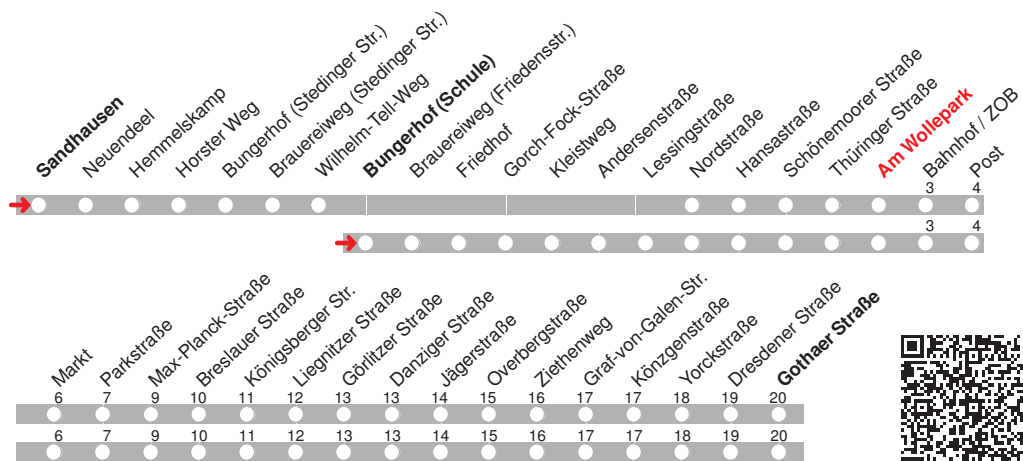 Sandhausen
Neuendeel
Hemmelskamp
Horster Weg
Bungerhof (Stedinger Str.)
Brauereiweg (Stedinger Str.)
Wilhelm-Tell-Weg
Bungerhof (Schule)
Brauereiweg (Friedensstr.)
Friedhof
Gorch-Fock-Straße
Kleistweg
Andersenstraße
Lessingstraße
Nordstraße
Hansastraße
Schönemoorer Straße
Thüringer Straße
Am Wollepark
Bahnhof / ZOB
Post
3 4
3 4
Markt
Parkstraße
Max-Planck-Straße
Breslauer Straße
Königsberger Str.
Liegnitzer Straße
Görlitzer Straße
Danziger Straße
Jägerstraße
Overbergstraße
Ziethenweg
Graf-von-Galen-Str.
Könzgenstraße
Yorckstraße
Dresdener Straße
Gothaer Straße
6 7 9 10 11 12 13 13 14 15 16 17 17 18 19 20
6 7 9 10 11 12 13 13 14 15 16 17 17 18 19 20